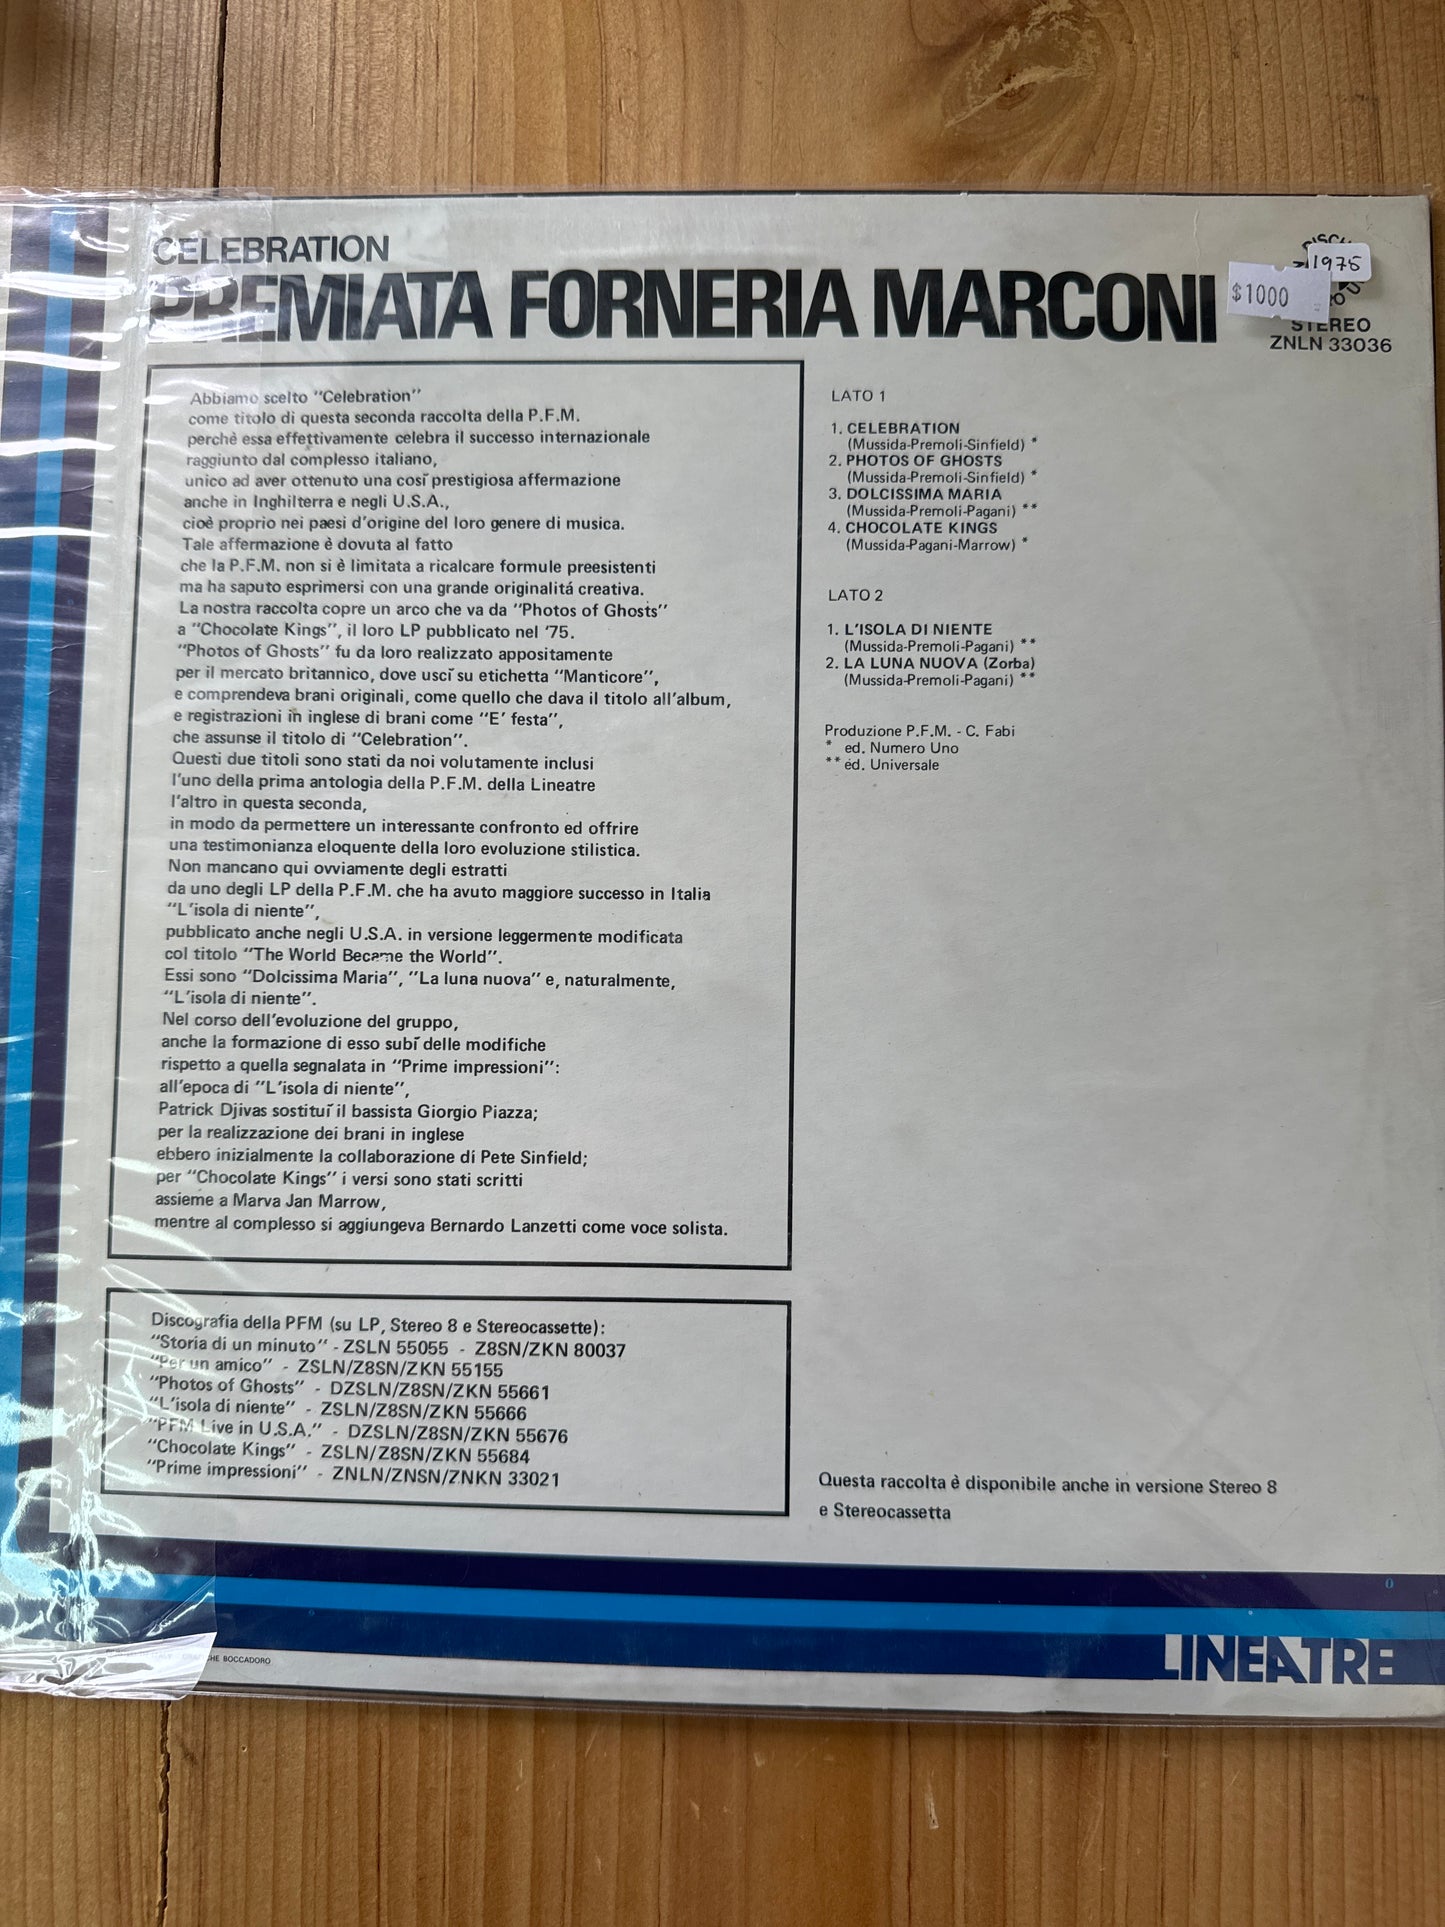 CELEBRATION
PREMIATA FORNERIA MARCONI
1975
$1000
STEREO
ZNLN 33036
Abbiamo scelto "Celebration"
come titolo di questa seconda raccolta della P.F.M.
perchè essa effettivamente celebra il successo internazionale
raggiunto dal complesso italiano,
unico ad aver ottenuto una così prestigiosa affermazione
anche in Inghilterra e negli U.S.A.,
cioè proprio nei paesi d'origine del loro genere di musica.
Tale affermazione è dovuta al fatto
che la P.F.M. non si è limitata a ricalcare formule preesistenti
ma ha saputo esprimersi con una grande originalitá creativa.
La nostra raccolta copre un arco che va da "Photos of Ghosts"
a "Chocolate Kings", il loro LP pubblicato nel '75.
"Photos of Ghosts" fu da loro realizzato appositamente
per il mercato britannico, dove uscì su etichetta "Manticore",
e comprendeva brani originali, come quello che dava il titolo all'album,
e registrazioni in inglese di brani come "E' festa",
che assunse il titolo di "Celebration".
Questi due titoli sono stati da noi volutamente inclusi
l'uno della prima antologia della P.F.M. della Lineatre
l'altro in questa seconda,
in modo da permettere un interessante confronto ed offrire
una testimonianza eloquente della loro evoluzione stilistica.
Non mancano qui ovviamente degli estratti
da uno degli LP della P.F.M. che ha avuto maggiore successo in Italia
"L'isola di niente",
pubblicato anche negli U.S.A. in versione leggermente modificata
col titolo "The World Became the World".
Essi sono "Dolcissima Maria", "La luna nuova" e, naturalmente,
"L'isola di niente".
Nel corso dell'evoluzione del gruppo,
anche la formazione di esso subì delle modifiche
rispetto a quella segnalata in "Prime impressioni":
all'epoca di "L'isola di niente",
Patrick Djivas sostituì il bassista Giorgio Piazza;
per la realizzazione dei brani in inglese
ebbero inizialmente la collaborazione di Pete Sinfield;
per "Chocolate Kings" i versi sono stati scritti
assieme a Marva Jan Marrow,
mentre al complesso si aggiungeva Bernardo Lanzetti come voce solista.
LATO 1
1. CELEBRATION
(Mussida-Premoli-Sinfield) *
2. PHOTOS OF GHOSTS
(Mussida-Premoli-Sinfield) *
3. DOLCISSIMA MARIA
(Mussida-Premoli-Pagani) **
4. CHOCOLATE KINGS
(Mussida-Pagani-Marrow) *
LATO 2
1. L'ISOLA DI NIENTE
(Mussida-Premoli-Pagani) **
2. LA LUNA NUOVA (Zorba)
(Mussida-Premoli-Pagani) **
Produzione P.F.M. - C. Fabi
* ed. Numero Uno
** ed. Universale
Discografia della PFM (su LP, Stereo 8 e Stereocassette):
"Storia di un minuto" - ZSLN 55055 - Z8SN/ZKN 80037
"Per un amico" - ZSLN/Z8SN/ZKN 55155
"Photos of Ghosts" - DZSLN/Z8SN/ZKN 55661
"L'isola di niente" - ZSLN/Z8SN/ZKN 55666
"PFM Live in U.S.A." - DZSLN/Z8SN/ZKN 55676
"Chocolate Kings" - ZSLN/Z8SN/ZKN 55684
"Prime impressioni" - ZNLN/ZNSN/ZNKN 33021
Questa raccolta è disponibile anche in versione Stereo 8
e Stereocassetta
LINEATRE
BOCCADORO